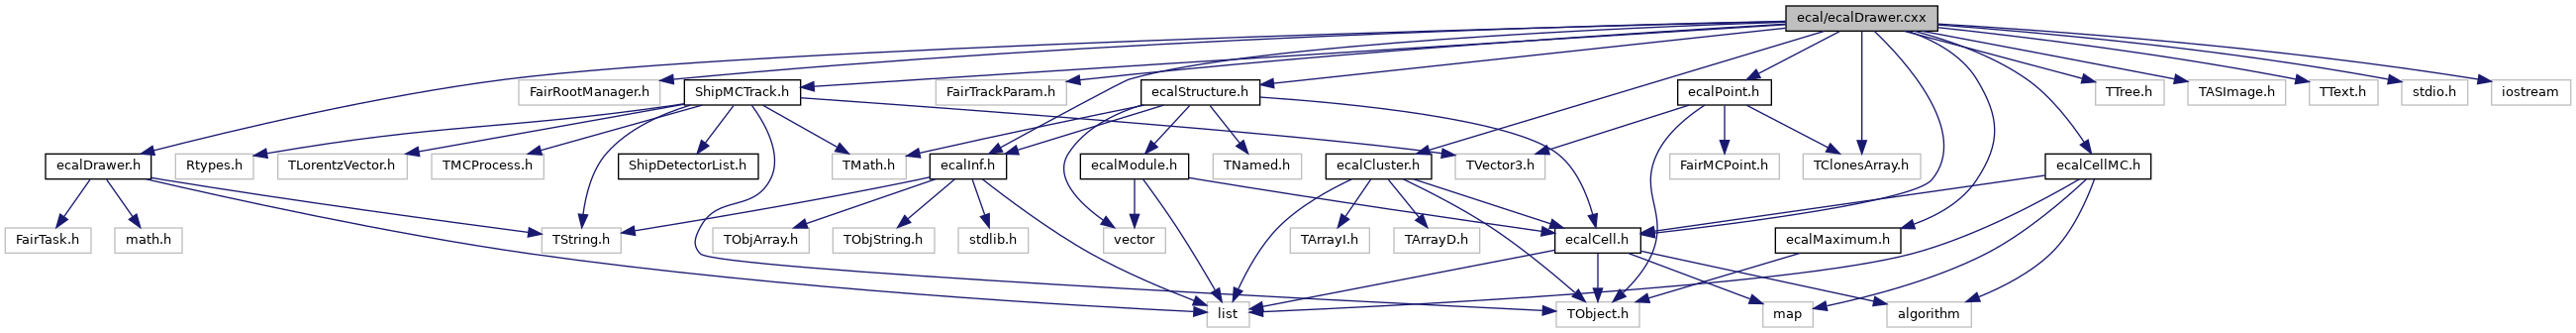 ecal/ecalDrawer.cxx
FairRootManager.h
ShipMCTrack.h
FairTrackParam.h
ecalStructure.h
ecalPoint.h
TTree.h
TASImage.h
TText.h
stdio.h
iostream
ecalDrawer.h
Rtypes.h
TLorentzVector.h
TMCProcess.h
ShipDetectorList.h
TMath.h
ecalInf.h
ecalModule.h
TNamed.h
ecalCluster.h
TVector3.h
FairMCPoint.h
TClonesArray.h
ecalCellMC.h
FairTask.h
math.h
TString.h
TObjArray.h
TObjString.h
stdlib.h
vector
TArrayI.h
TArrayD.h
ecalCell.h
ecalMaximum.h
list
TObject.h
map
algorithm